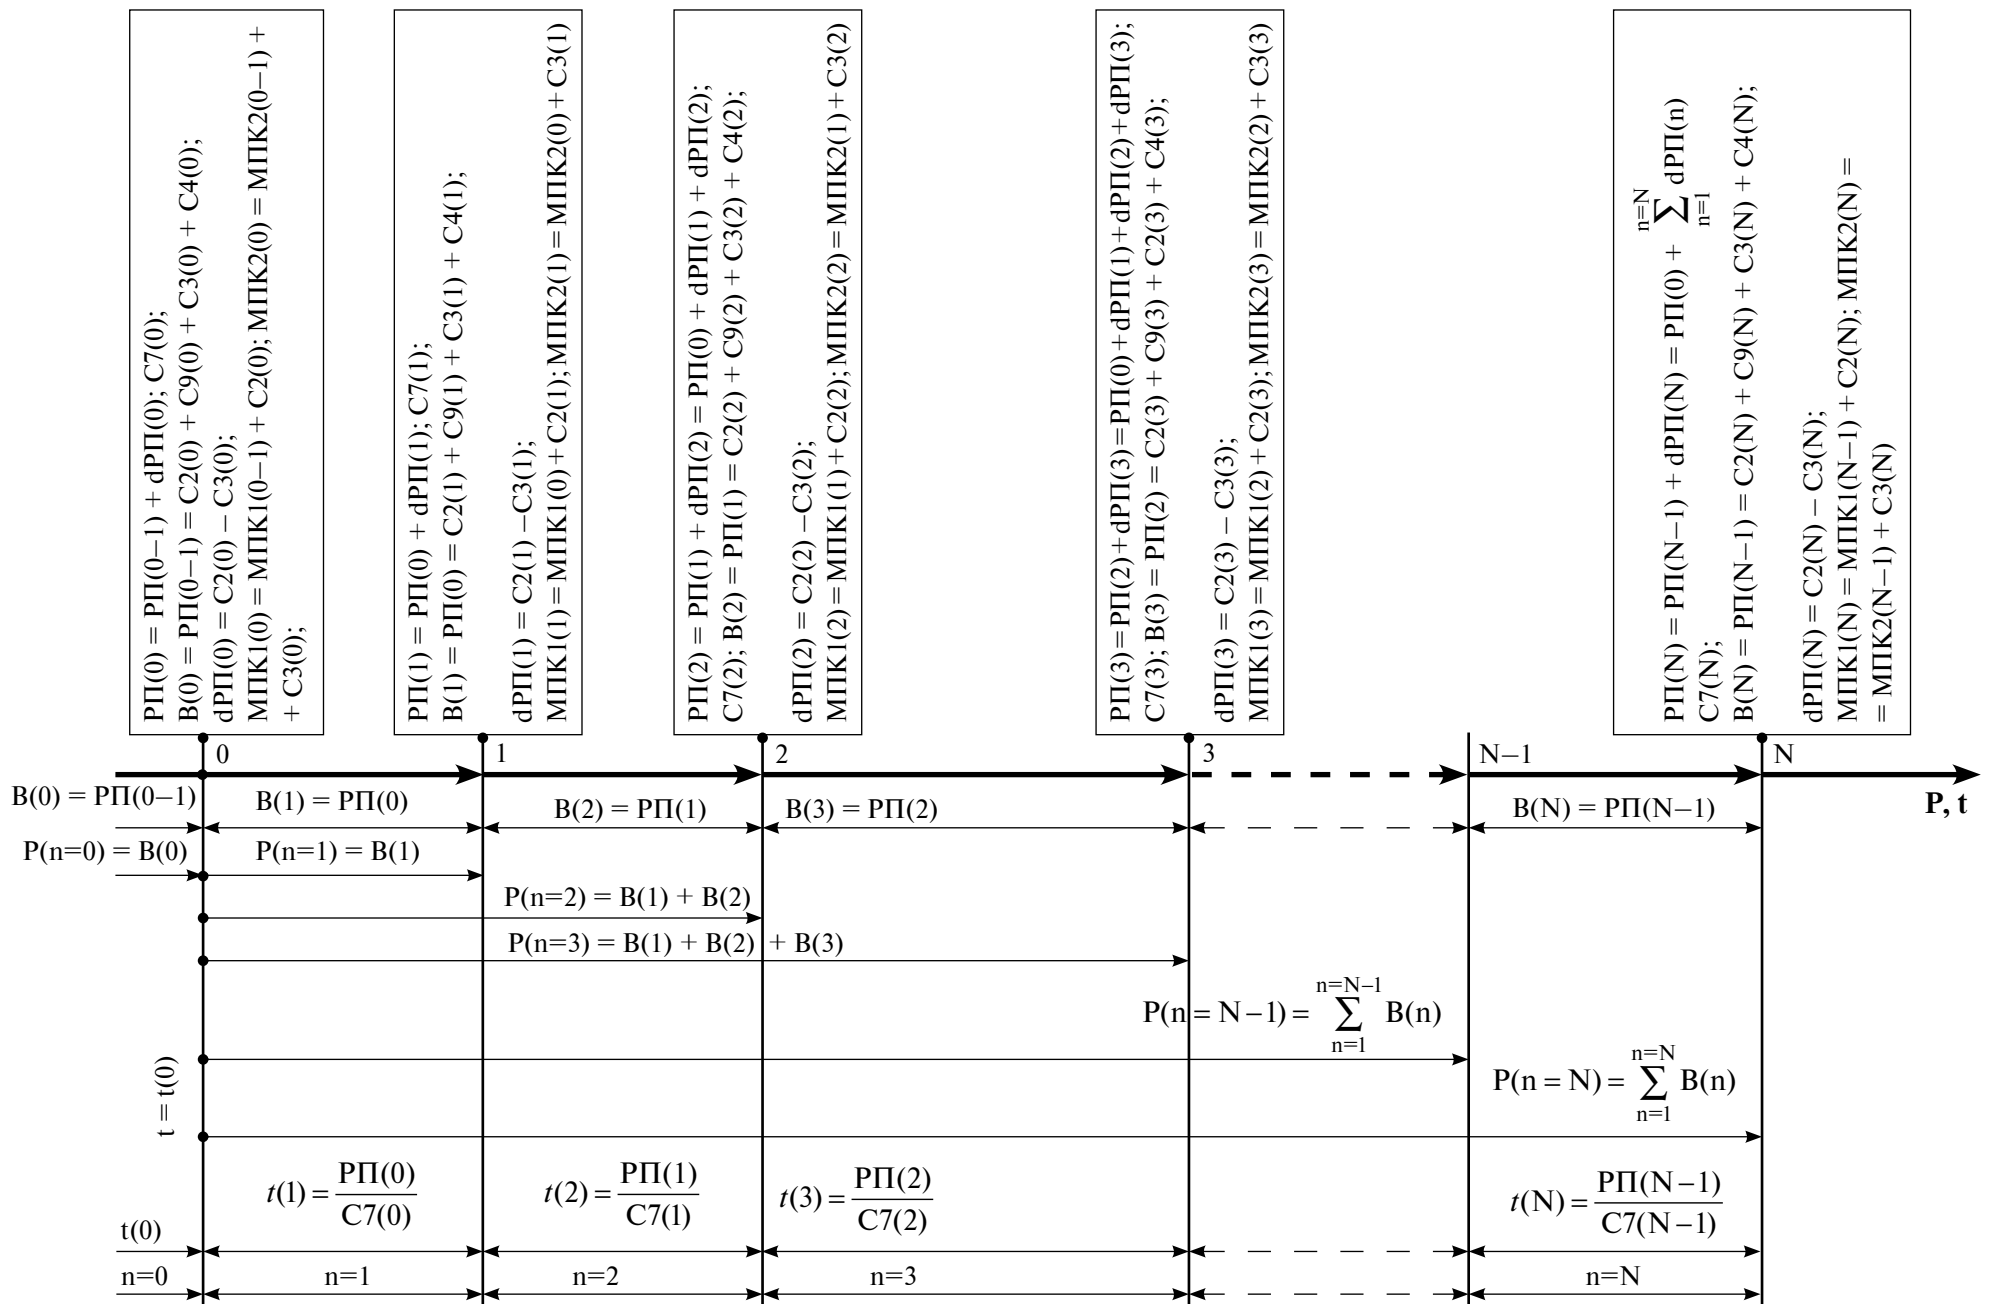 РП(0) = РП(0–1) + dРП(0); С7(0);
В(0) = РП(0–1) = С2(0) + С9(0) + С3(0) + С4(0);
dРП(0) = С2(0) – С3(0);
МПК1(0) = МПК1(0–1) + С2(0); МПК2(0) = МПК2(0–1) +
+ С3(0);
РП(1) = РП(0) + dРП(1); С7(1);
В(1) = РП(0) = С2(1) + С9(1) + С3(1) + С4(1);
dРП(1) = С2(1) –С3(1);
МПК1(1) = МПК1(0) + С2(1); МПК2(1) = МПК2(0) + С3(1)
РП(2) = РП(1) + dРП(2) = РП(0) + dРП(1) + dРП(2);
С7(2); В(2) = РП(1) = С2(2) + С9(2) + С3(2) + С4(2);
dРП(2) = С2(2) –С3(2);
МПК1(2) = МПК1(1) + С2(2); МПК2(2) = МПК2(1) + С3(2)
РП(3) = РП(2) + dРП(3) = РП(0) + dРП(1) + dРП(2) + dРП(3);
С7(3); В(3) = РП(2) = С2(3) + С9(3) + С2(3) + С4(3);
dРП(3) = С2(3) – С3(3);
МПК1(3) = МПК1(2) + С2(3); МПК2(3) = МПК2(2) + С3(3)
n=N
РП(N) = РП(N–1) + dРП(N) = РП(0) + ∑ dРП(n)
n=1
С7(N);
В(N) = РП(N–1) = С2(N) + С9(N) + С3(N) + С4(N);
dРП(N) = С2(N) – С3(N);
МПК1(N) = МПК1(N–1) + С2(N); МПК2(N) =
= МПК2(N–1) + С3(N)
0
1
2
3
N–1
N
В(0) = РП(0–1)
В(1) = РП(0)
В(2) = РП(1)
В(3) = РП(2)
В(N) = РП(N–1)
Р, t
Р(n=0) = В(0)
Р(n=1) = В(1)
Р(n=2) = В(1) + В(2)
Р(n=3) = В(1) + В(2) + В(3)
n=N–1
Р(n = N – 1) = ∑ В(n)
n=1
n=N
Р(n = N) = ∑ В(n)
n=1
t = t(0)
РП(0)
t(1) =
С7(0)
РП(1)
t(2) =
С7(1)
РП(2)
t(3) =
С7(2)
РП(N – 1)
t(N) =
С7(N – 1)
t(0)
n=0
n=1
n=2
n=3
n=N